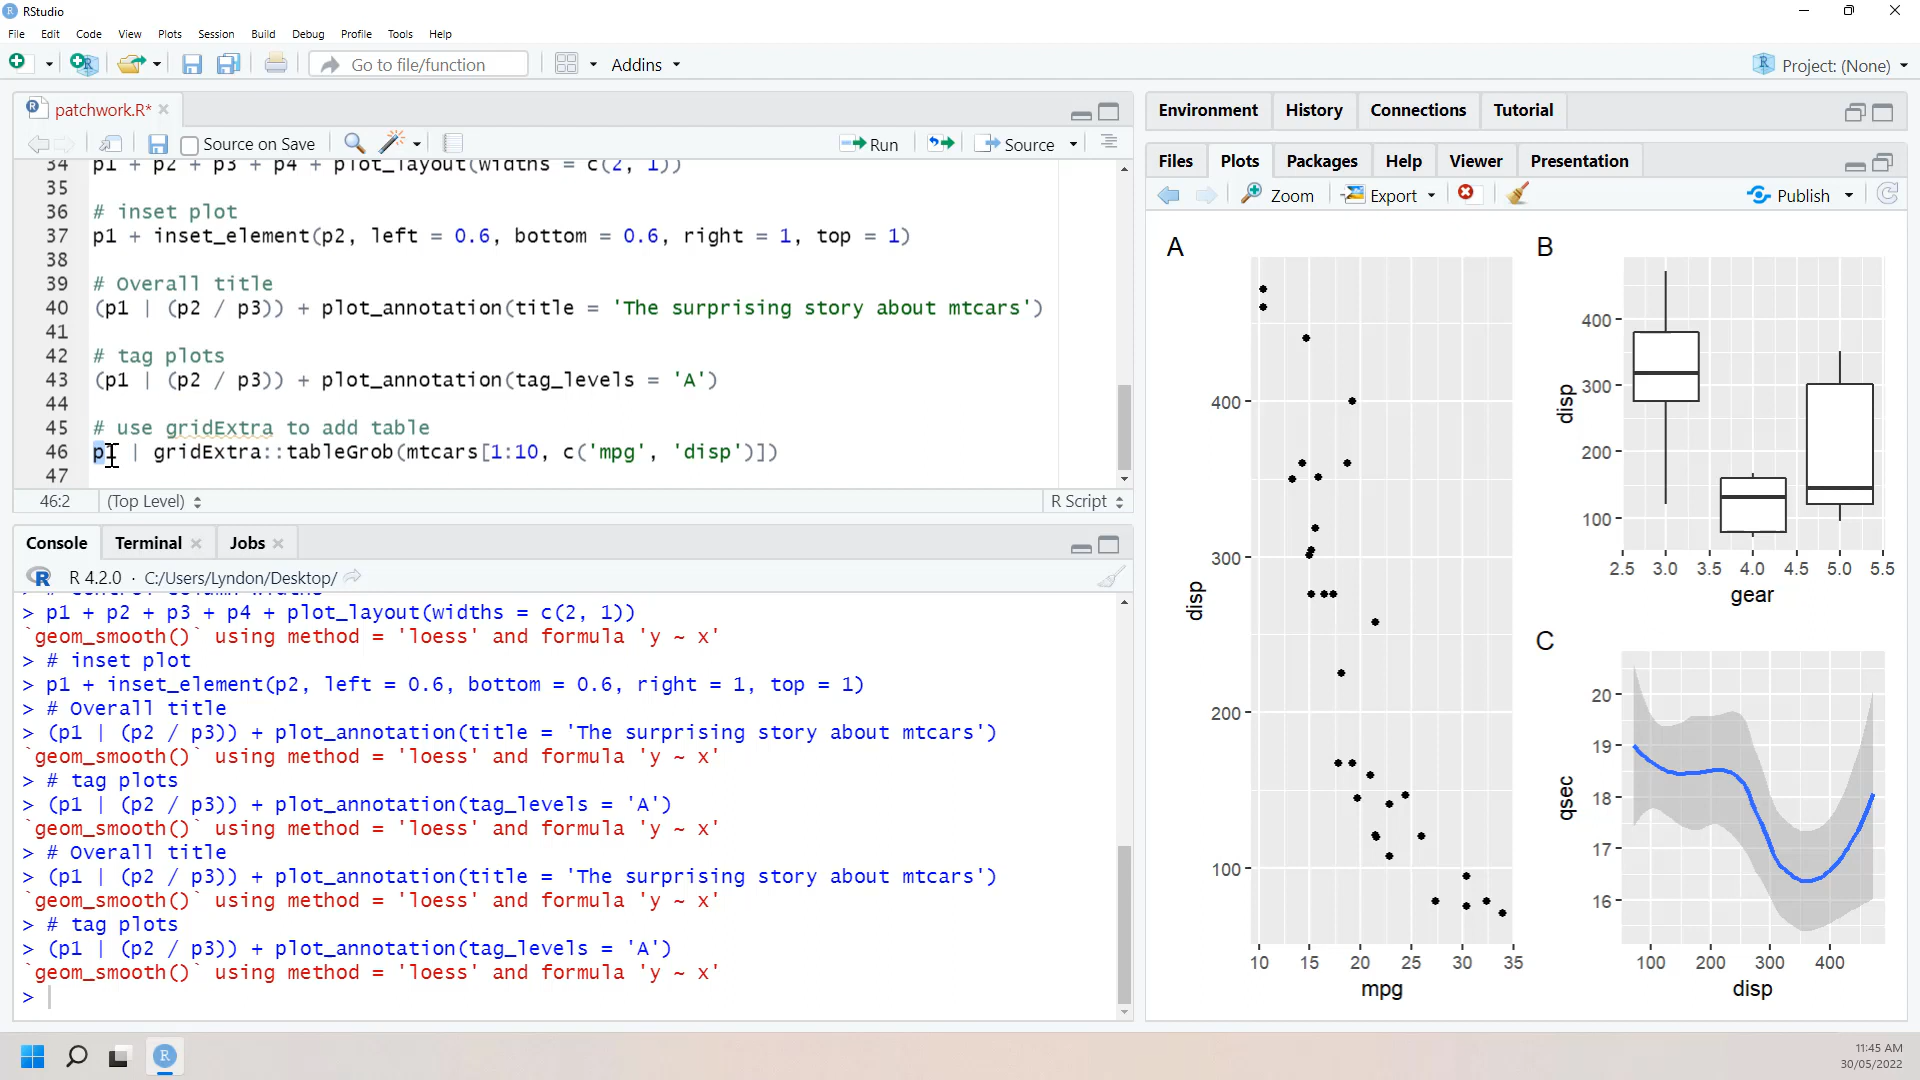 RStudio
File Edit Code View Plots Session Build Debug Profile Tools Help
Go to file/function
Addins
Project: (None)
patchwork.R*
Source on Save
Run
Source
34 p1 + p2 + p3 + p4 + plot_layout(widths = c(2, 1))
35
36 # inset plot
37 p1 + inset_element(p2, left = 0.6, bottom = 0.6, right = 1, top = 1)
38
39 # Overall title
40 (p1 | (p2 / p3)) + plot_annotation(title = 'The surprising story about mtcars')
41
42 # tag plots
43 (p1 | (p2 / p3)) + plot_annotation(tag_levels = 'A')
44
45 # use gridExtra to add table
46 p1 | gridExtra::tableGrob(mtcars[1:10, c('mpg', 'disp')])
47
46:2 (Top Level) R Script
Console Terminal Jobs
R R 4.2.0 · C:/Users/Lyndon/Desktop/
> # control column widths
> p1 + p2 + p3 + p4 + plot_layout(widths = c(2, 1))
`geom_smooth()` using method = 'loess' and formula 'y ~ x'
> # inset plot
> p1 + inset_element(p2, left = 0.6, bottom = 0.6, right = 1, top = 1)
> # Overall title
> (p1 | (p2 / p3)) + plot_annotation(title = 'The surprising story about mtcars')
`geom_smooth()` using method = 'loess' and formula 'y ~ x'
> # tag plots
> (p1 | (p2 / p3)) + plot_annotation(tag_levels = 'A')
`geom_smooth()` using method = 'loess' and formula 'y ~ x'
> # Overall title
> (p1 | (p2 / p3)) + plot_annotation(title = 'The surprising story about mtcars')
`geom_smooth()` using method = 'loess' and formula 'y ~ x'
> # tag plots
> (p1 | (p2 / p3)) + plot_annotation(tag_levels = 'A')
`geom_smooth()` using method = 'loess' and formula 'y ~ x'
>
Environment History Connections Tutorial
Files Plots Packages Help Viewer Presentation
Zoom Export Publish
A
400
300
200
100
disp
10 15 20 25 30 35
mpg
B
400
300
200
100
disp
2.5 3.0 3.5 4.0 4.5 5.0 5.5
gear
C
20
19
18
17
16
qsec
100 200 300 400
disp
11:45 AM
30/05/2022